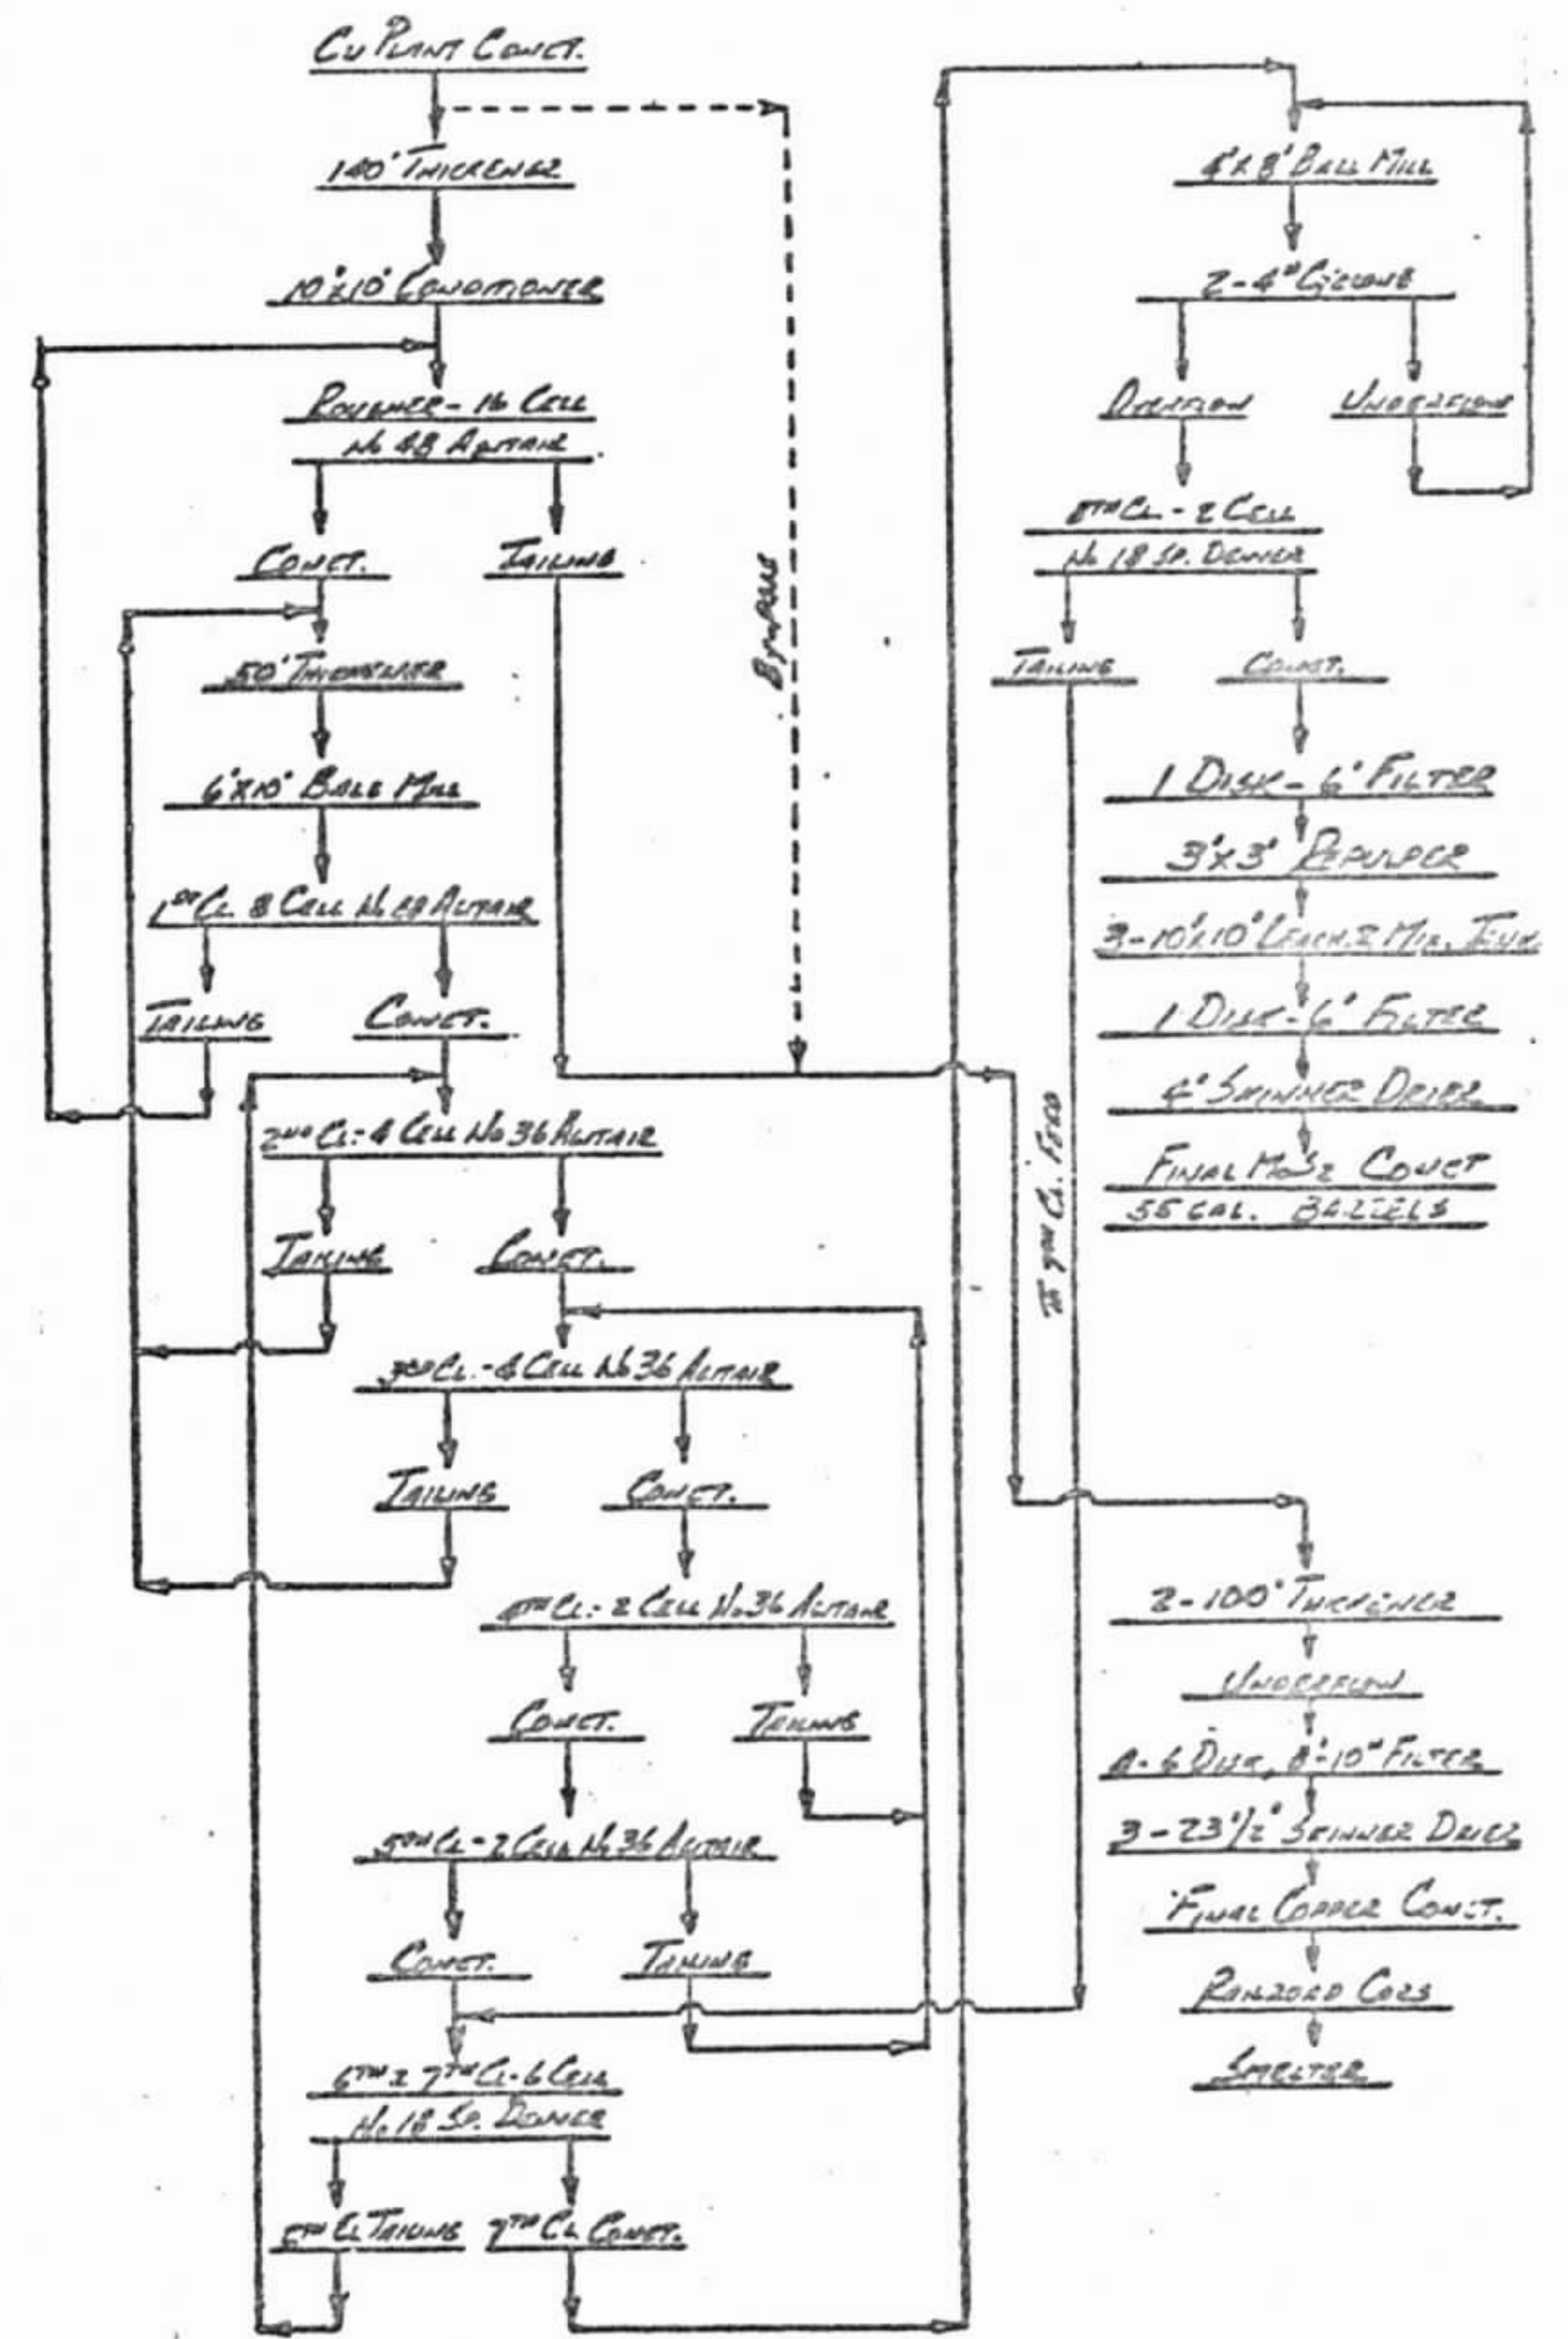 Cu Plant Conct.
140' Thickener
10'x10' Conditioner
Rougher - 16 Cell
No 48 Agitair
Conct.
Tailing
50' Thickener
6'x10' Ball Mill
1st Cl. 8 Cell No 48 Agitair
Tailing
Conct.
2nd Cl. - 4 Cell No 36 Agitair
Tailing
Conct.
3rd Cl. - 4 Cell No 36 Agitair
Tailing
Conct.
4th Cl. - 2 Cell No 36 Agitair
Conct.
Tailing
5th Cl - 2 Cell No 36 Agitair
Conct.
Tailing
6th & 7th Cl - 6 Cell
No 18 Sp. Denver
Cl Tailing
7th Cl Conct.
Bypass
4'x8' Ball Mill
2 - 4" Cyclone
Overflow
Underflow
8th Cl - 2 Cell
No 18 Sp. Denver
Tailing
Conct.
To 7th Cl. Feed
1 Disk - 6' Filter
3'x3' Repulper
3 - 10'x10' Leach.
1 Disk - 6' Filter
4' Skinner Drier
Final MoS2 Conct
55 Gal. Barrels
2 - 100' Thickener
Underflow
6 Disk, 8'-10" Filter
3 - 23 1/2' Skinner Drier
Final Copper Conct.
Railroad Cars
Smelter